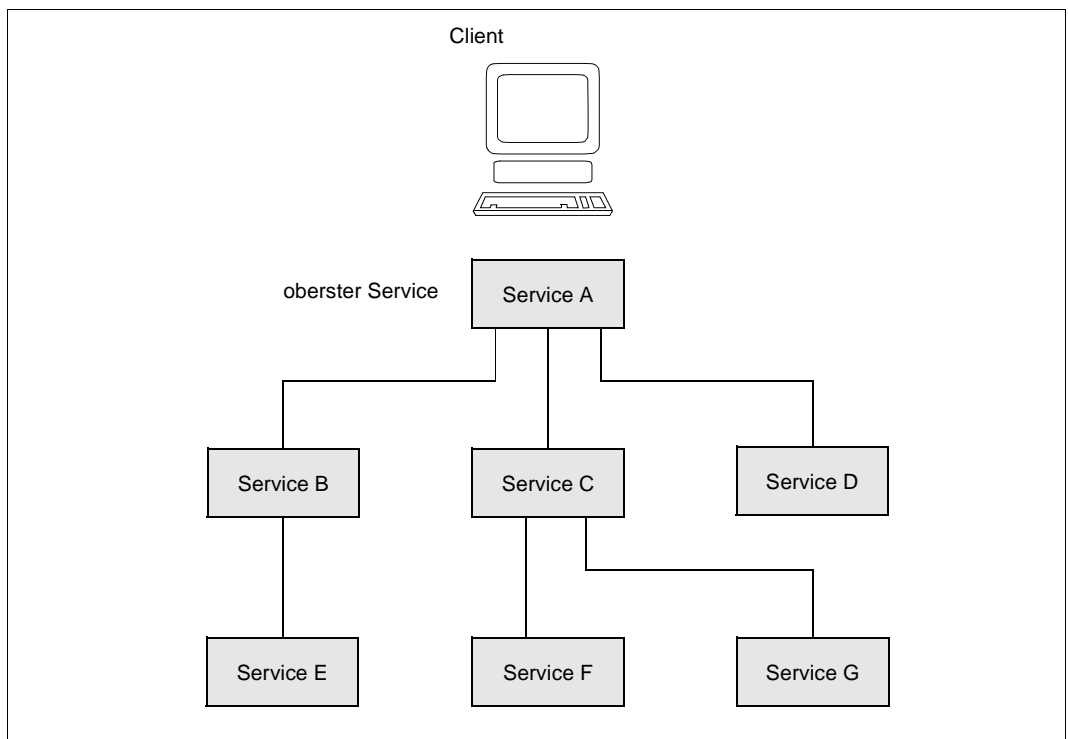 Client
oberster Service
Service A
Service B
Service C
Service D
Service E
Service F
Service G